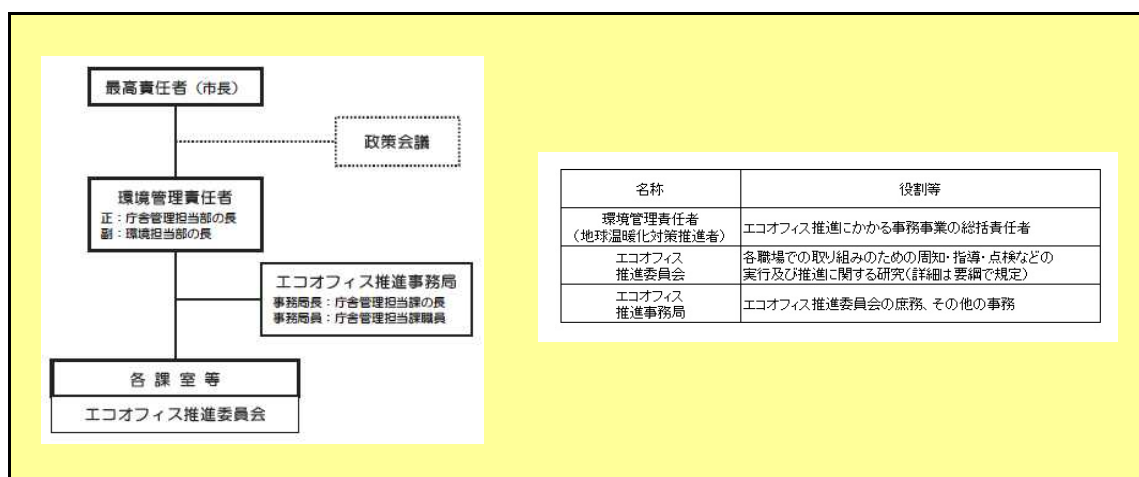 最高責任者（市長）
政策会議
環境管理責任者
正：庁舎管理担当部の長
副：環境担当部の長
エコオフィス推進事務局
事務局長：庁舎管理担当課の長
事務局員：庁舎管理担当課職員
各課室等
エコオフィス推進委員会
名称
役割等
環境管理責任者
（地球温暖化対策推進者）
エコオフィス推進にかかる事務事業の総括責任者
エコオフィス
推進委員会
各職場での取り組みのための周知・指導・点検などの
実行及び推進に関する研究（詳細は要綱で規定）
エコオフィス
推進事務局
エコオフィス推進委員会の庶務、その他の事務